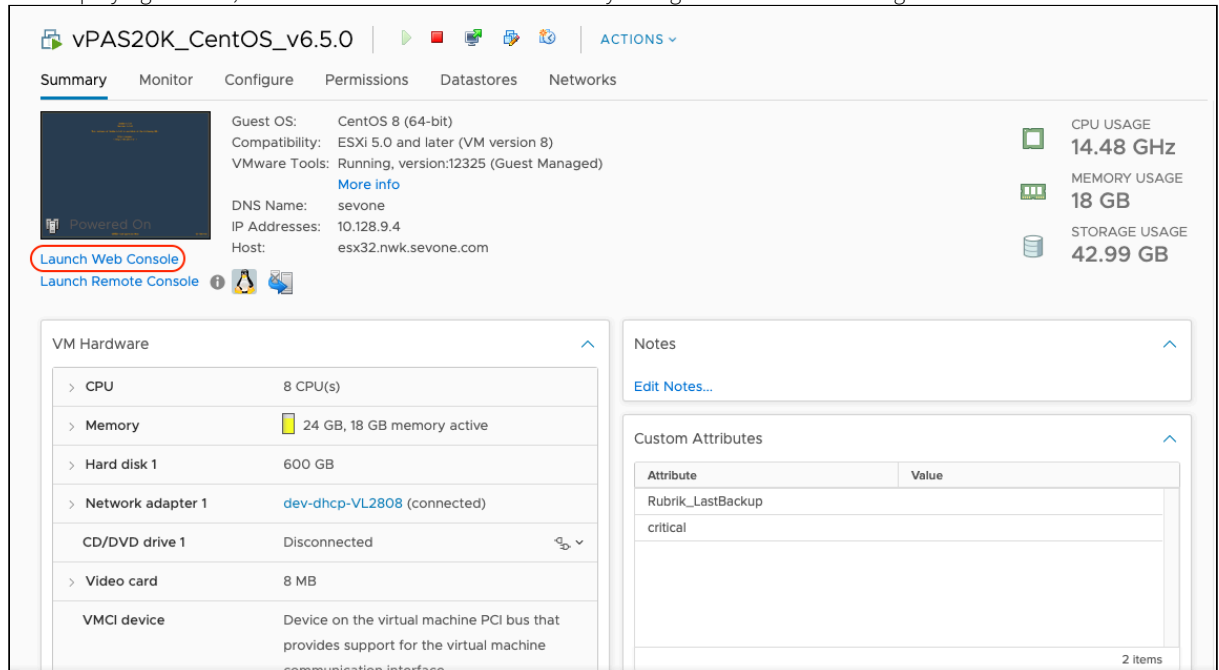 vPAS20K_CentOS_v6.5.0
ACTIONS
Summary Monitor Configure Permissions Datastores Networks
Powered On
Launch Web Console
Launch Remote Console
Guest OS: CentOS 8 (64-bit)
Compatibility: ESXi 5.0 and later (VM version 8)
VMware Tools: Running, version:12325 (Guest Managed)
More info
DNS Name: sevone
IP Addresses: 10.128.9.4
Host: esx32.nwk.sevone.com
CPU USAGE
14.48 GHz
MEMORY USAGE
18 GB
STORAGE USAGE
42.99 GB
VM Hardware
CPU 8 CPU(s)
Memory 24 GB, 18 GB memory active
Hard disk 1 600 GB
Network adapter 1 dev-dhcp-VL2808 (connected)
CD/DVD drive 1 Disconnected
Video card 8 MB
VMCI device Device on the virtual machine PCI bus that
provides support for the virtual machine
communication interface
Notes
Edit Notes...
Custom Attributes
Attribute Value
Rubrik_LastBackup
critical
2 items